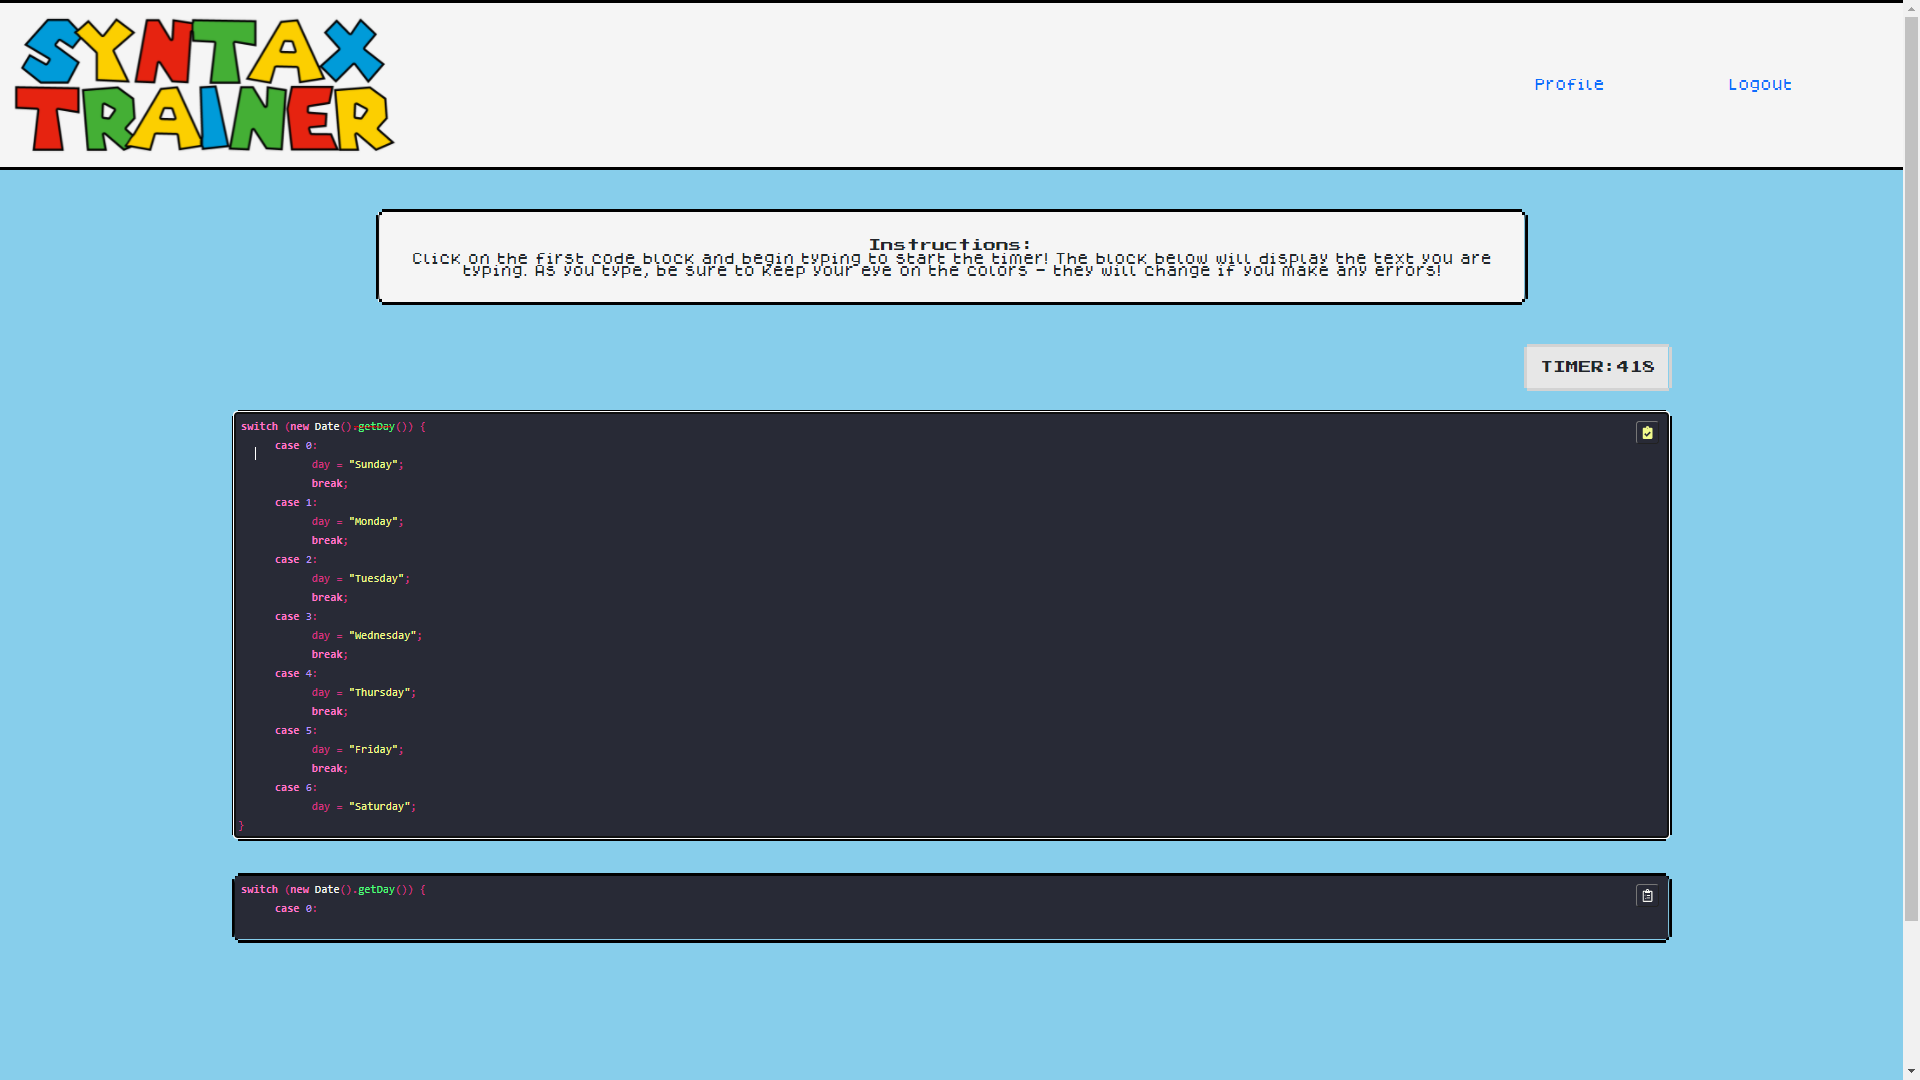 SYNTAX
TRAINER
Profile
Logout
Instructions:
Click on the first code block and begin typing to start the timer! The block below will display the text you are
typing. As you type, be sure to keep your eye on the colors - they will change if you make any errors!
TIMER:418
switch (new Date().getDay()) {
case 0:
day = "Sunday";
break;
case 1:
day = "Monday";
break;
case 2:
day = "Tuesday";
break;
case 3:
day = "Wednesday";
break;
case 4:
day = "Thursday";
break;
case 5:
day = "Friday";
break;
case 6:
day = "Saturday";
}
switch (new Date().getDay()) {
case 0: